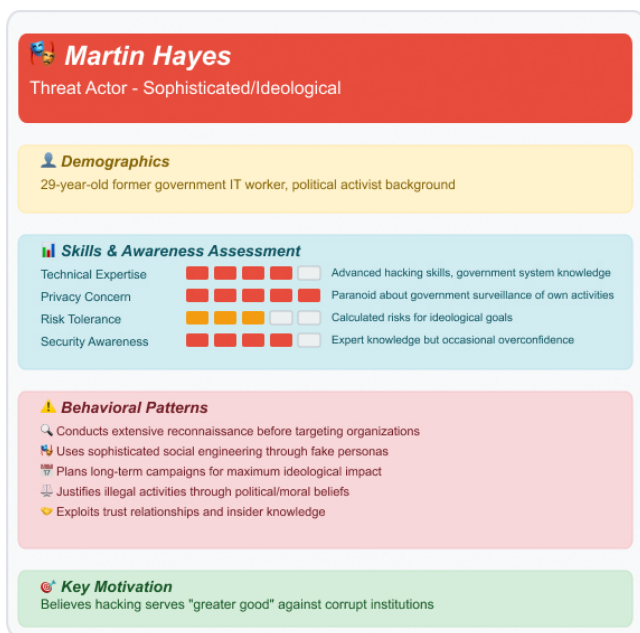 Martin Hayes
Threat Actor - Sophisticated/Ideological
Demographics
29-year-old former government IT worker, political activist background
Skills & Awareness Assessment
Technical Expertise Advanced hacking skills, government system knowledge
Privacy Concern Paranoid about government surveillance of own activities
Risk Tolerance Calculated risks for ideological goals
Security Awareness Expert knowledge but occasional overconfidence
Behavioral Patterns
Conducts extensive reconnaissance before targeting organizations
Uses sophisticated social engineering through fake personas
Plans long-term campaigns for maximum ideological impact
Justifies illegal activities through political/moral beliefs
Exploits trust relationships and insider knowledge
Key Motivation
Believes hacking serves "greater good" against corrupt institutions